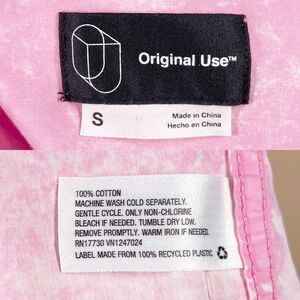 Original Use™
S
Made in China
Hecho en China
100% COTTON
MACHINE WASH COLD SEPARATELY.
GENTLE CYCLE. ONLY NON-CHLORINE
BLEACH IF NEEDED. TUMBLE DRY LOW.
REMOVE PROMPTLY. WARM IRON IF NEEDED.
RN17730 VN1247024
LABEL MADE FROM 100% RECYCLED PLASTIC